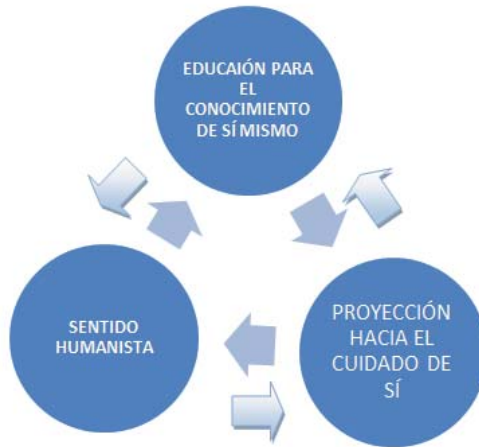 EDUCAIÓN PARA
EL
CONOCIMIENTO
DE SÍ MISMO
SENTIDO
HUMANISTA
PROYECCIÓN
HACIA EL
CUIDADO DE
SÍ